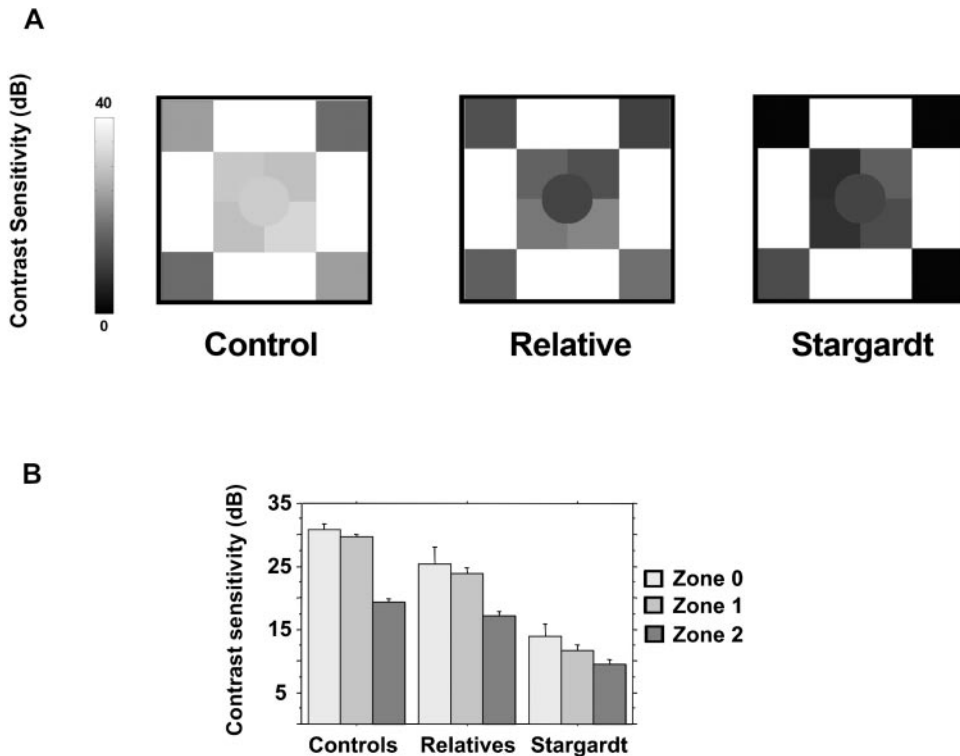 A
Contrast Sensitivity (dB)
40
0
Control
Relative
Stargardt
B
Contrast sensitivity (dB)
35
25
15
5
Controls
Relatives
Stargardt
Zone 0
Zone 1
Zone 2